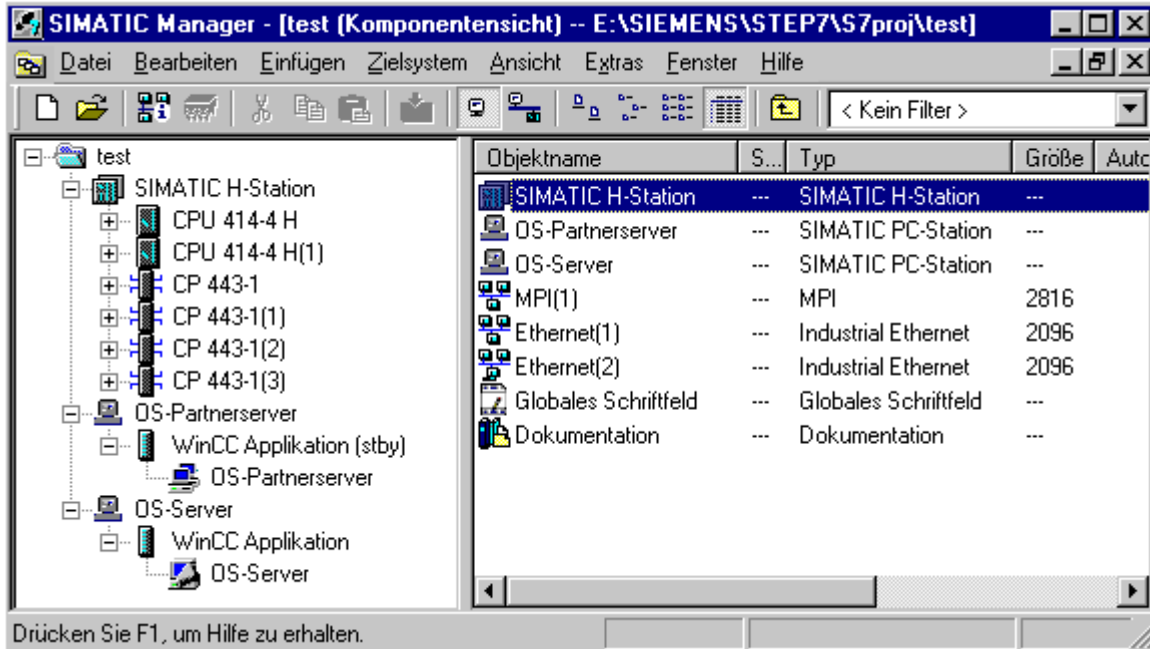 SIMATIC Manager - [test (Komponentensicht) -- E:\SIEMENS\STEP7\S7proj\test]
Datei Bearbeiten Einfügen Zielsystem Ansicht Extras Fenster Hilfe
< Kein Filter >
test
SIMATIC H-Station
CPU 414-4 H
CPU 414-4 H(1)
CP 443-1
CP 443-1(1)
CP 443-1(2)
CP 443-1(3)
OS-Partnerserver
WinCC Applikation (stby)
OS-Partnerserver
OS-Server
WinCC Applikation
OS-Server
Objektname S... Typ Größe Auto
SIMATIC H-Station --- SIMATIC H-Station ---
OS-Partnerserver --- SIMATIC PC-Station ---
OS-Server --- SIMATIC PC-Station ---
MPI(1) --- MPI 2816
Ethernet(1) --- Industrial Ethernet 2096
Ethernet(2) --- Industrial Ethernet 2096
Globales Schriftfeld --- Globales Schriftfeld ---
Dokumentation --- Dokumentation ---
Drücken Sie F1, um Hilfe zu erhalten.